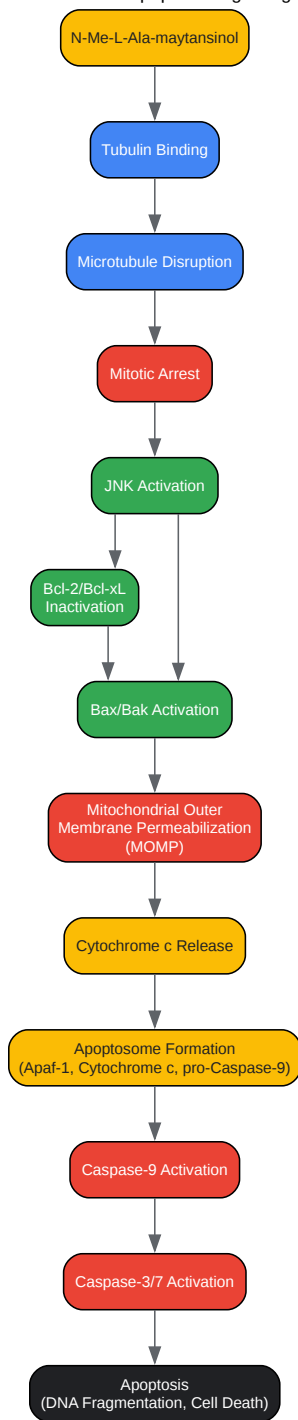 N-Me-L-Ala-maytansinol
Tubulin Binding
Microtubule Disruption
Mitotic Arrest
JNK Activation
Bcl-2/Bcl-xL
Inactivation
Bax/Bak Activation
Mitochondrial Outer
Membrane Permeabilization
(MOMP)
Cytochrome c Release
Apoptosome Formation
(Apaf-1, Cytochrome c, pro-Caspase-9)
Caspase-9 Activation
Caspase-3/7 Activation
Apoptosis
(DNA Fragmentation, Cell Death)